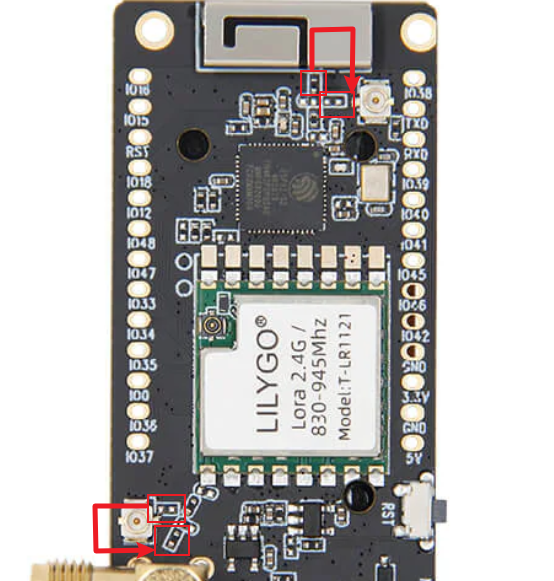 IO16
IO15
RST
IO18
IO12
IO48
IO47
IO33
IO34
IO35
IO0
IO36
IO37
IO38
TXD
RXD
IO39
IO40
IO41
IO45
IO46
IO42
GND
3.3V
GND
5V
RST
LILYGO®
Lora 2.4G /
830-945Mhz
Model:T-LR1121